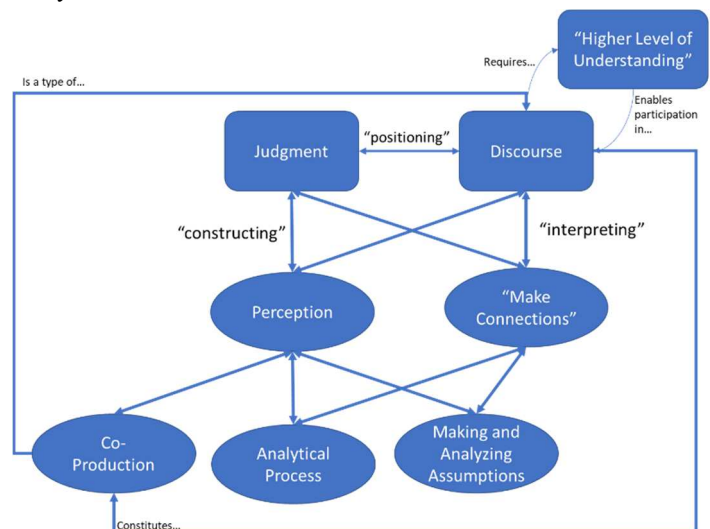 “Higher Level of
Understanding”
Requires...
Is a type of...
Enables
participation
in...
“positioning”
Judgment
Discourse
“constructing”
“interpreting”
Perception
“Make
Connections”
Co-
Production
Analytical
Process
Making and
Analyzing
Assumptions
Constitutes...